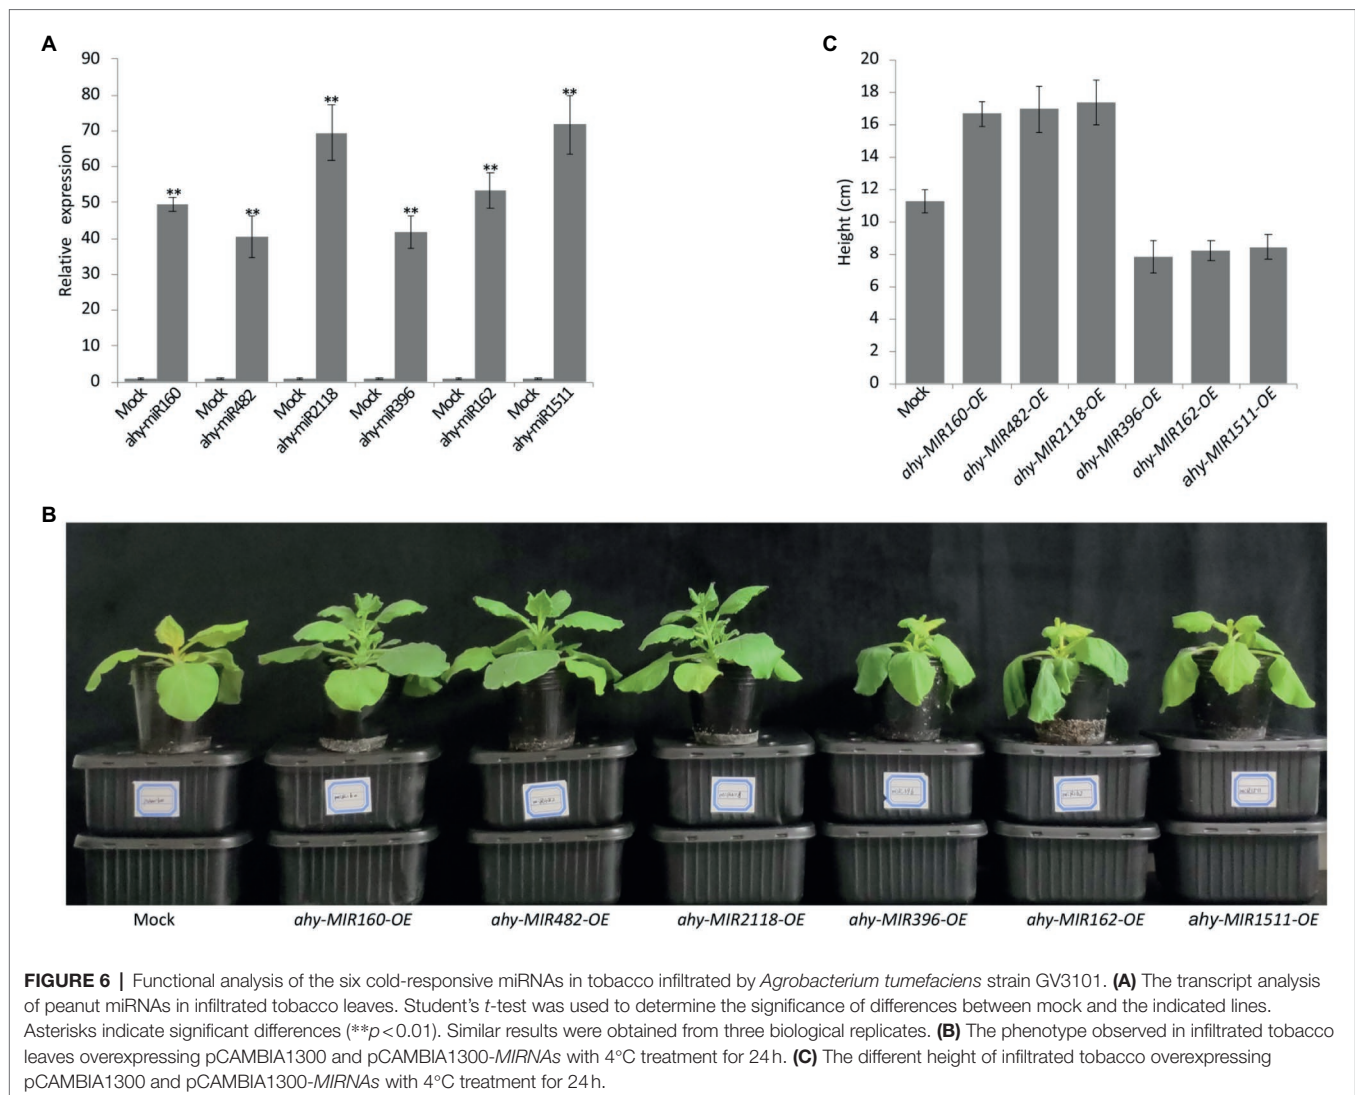 A
90
80
70
60
50
40
30
20
10
0
Relative expression
**
**
**
**
**
**
Mock
ahy-miR160
Mock
ahy-miR482
Mock
ahy-miR2118
Mock
ahy-miR396
Mock
ahy-miR162
Mock
ahy-miR1511
C
20
18
16
14
12
10
8
6
4
2
0
Height (cm)
Mock
ahy-MIR160-OE
ahy-MIR482-OE
ahy-MIR2118-OE
ahy-MIR396-OE
ahy-MIR162-OE
ahy-MIR1511-OE
B
Mock
ahy-MIR160-OE
ahy-MIR482-OE
ahy-MIR2118-OE
ahy-MIR396-OE
ahy-MIR162-OE
ahy-MIR1511-OE
FIGURE 6 | Functional analysis of the six cold-responsive miRNAs in tobacco infiltrated by Agrobacterium tumefaciens strain GV3101. (A) The transcript analysis
of peanut miRNAs in infiltrated tobacco leaves. Student's t-test was used to determine the significance of differences between mock and the indicated lines.
Asterisks indicate significant differences (**p<0.01). Similar results were obtained from three biological replicates. (B) The phenotype observed in infiltrated tobacco
leaves overexpressing pCAMBIA1300 and pCAMBIA1300-MIRNAs with 4°C treatment for 24h. (C) The different height of infiltrated tobacco overexpressing
pCAMBIA1300 and pCAMBIA1300-MIRNAs with 4°C treatment for 24h.